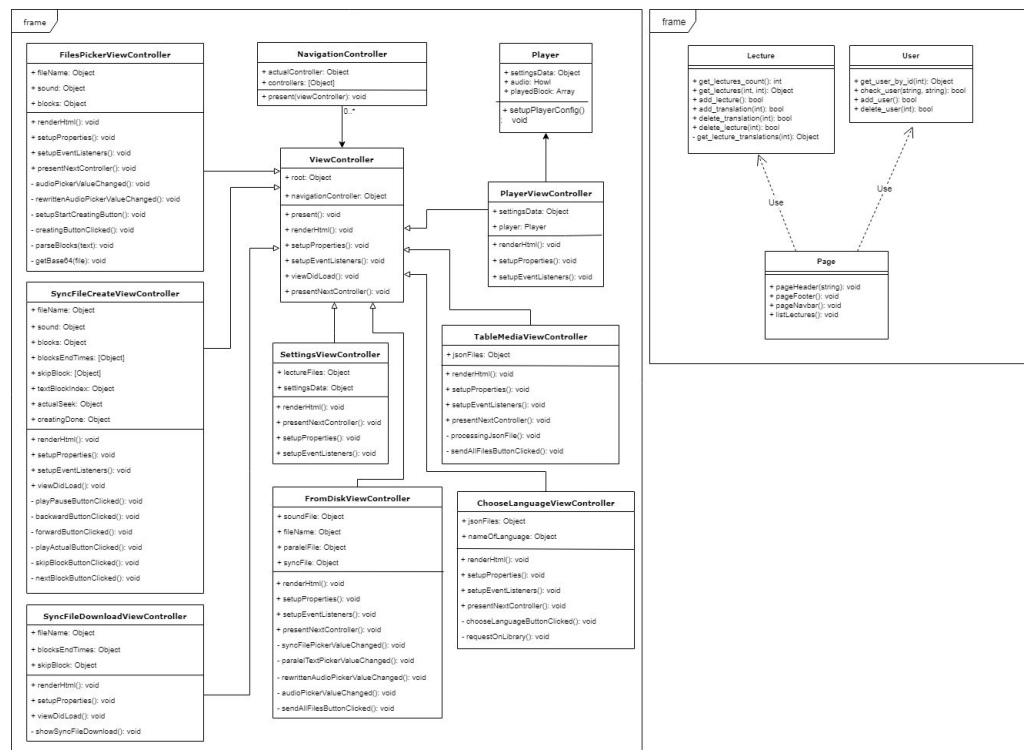 frame
FilesPickerViewController
+ fileName: Object
+ sound: Object
+ blocks: Object
+ renderHtml(): void
+ setupProperties(): void
+ setupEventListeners(): void
+ presentNextController(): void
- audioPickerValueChanged(): void
- rewrittenAudioPickerValueChanged(): void
- setupStartCreatingButton(): void
- creatingButtonClicked(): void
- parseBlocks(text): void
- getBase64(file): void
SyncFileCreateViewController
+ fileName: Object
+ sound: Object
+ blocks: Object
+ blocksEndTimes: [Object]
+ skipBlock: [Object]
+ textBlockIndex: Object
+ actualSeek: Object
+ creatingDone: Object
+ renderHtml(): void
+ setupProperties(): void
+ setupEventListeners(): void
+ viewDidLoad(): void
- playPauseButtonClicked(): void
- backwardButtonClicked(): void
- forwardButtonClicked(): void
- playActualButtonClicked(): void
- skipBlockButtonClicked(): void
- nextBlockButtonClicked(): void
SyncFileDownloadViewController
+ fileName: Object
+ blocksEndTimes: Object
+ skipBlock: Object
+ renderHtml(): void
+ setupProperties(): void
+ viewDidLoad(): void
- showSyncFileDownload(): void
NavigationController
+ actualController: Object
+ controllers: [Object]
+ present(viewController): void
0..*
ViewController
+ root: Object
+ navigationController: Object
+ present(): void
+ renderHtml(): void
+ setupProperties(): void
+ setupEventListeners(): void
+ viewDidLoad(): void
+ presentNextController(): void
SettingsViewController
+ lectureFiles: Object
+ settingsData: Object
+ renderHtml(): void
+ presentNextController(): void
+ setupProperties(): void
+ setupEventListeners(): void
FromDiskViewController
+ soundFile: Object
+ fileName: Object
+ paralelFile: Object
+ syncFile: Object
+ renderHtml(): void
+ setupProperties(): void
+ setupEventListeners(): void
+ presentNextController(): void
- syncFilePickerValueChanged(): void
- paralelTextPickerValueChanged(): void
- rewrittenAudioPickerValueChanged(): void
- audioPickerValueChanged(): void
- sendAllFilesButtonClicked(): void
Player
+ settingsData: Object
+ audio: Howl
+ playedBlock: Array
+ setupPlayerConfig()
: void
PlayerViewController
+ settingsData: Object
+ player: Player
+ renderHtml(): void
+ setupProperties(): void
+ setupEventListeners(): void
TableMediaViewController
+ jsonFiles: Object
+ renderHtml(): void
+ setupProperties(): void
+ setupEventListeners(): void
+ presentNextController(): void
- processingJsonFile(): void
- sendAllFilesButtonClicked(): void
ChooseLanguageViewController
+ jsonFiles: Object
+ nameOfLanguage: Object
+ renderHtml(): void
+ setupProperties(): void
+ setupEventListeners(): void
+ presentNextController(): void
- chooseLanguageButtonClicked(): void
- requestOnLibrary(): void
frame
Lecture
+ get_lectures_count(): int
+ get_lectures(int, int): Object
+ add_lecture(): bool
+ add_translation(int): bool
+ delete_translation(int): bool
+ delete_lecture(int): bool
- get_lecture_translations(int): Object
User
+ get_user_by_id(int): Object
+ check_user(string, string): bool
+ add_user(): bool
+ delete_user(int): bool
Use
Use
Page
+ pageHeader(string): void
+ pageFooter(): void
+ pageNavbar(): void
+ listLectures(): void